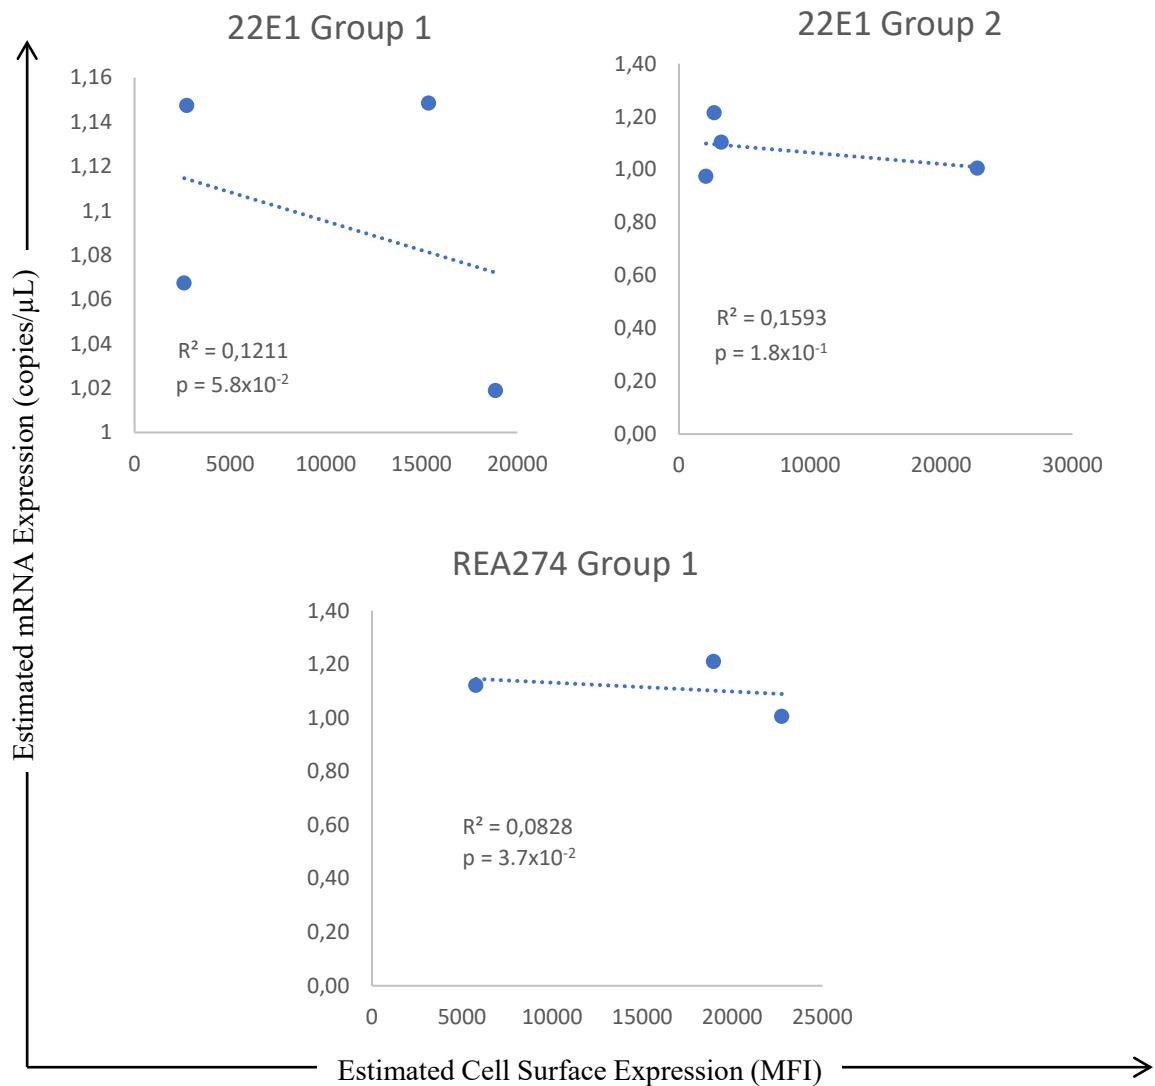 22E1 Group 1
1,16
1,14
1,12
1,1
1,08
1,06
1,04
1,02
1
R² = 0,1211
p = 5.8x10⁻²
0 5000 10000 15000 20000
22E1 Group 2
1,40
1,20
1,00
0,80
0,60
0,40
0,20
0,00
R² = 0,1593
p = 1.8x10⁻¹
0 10000 20000 30000
REA274 Group 1
1,40
1,20
1,00
0,80
0,60
0,40
0,20
0,00
R² = 0,0828
p = 3.7x10⁻²
0 5000 10000 15000 20000 25000
Estimated mRNA Expression (copies/µL)
Estimated Cell Surface Expression (MFI)